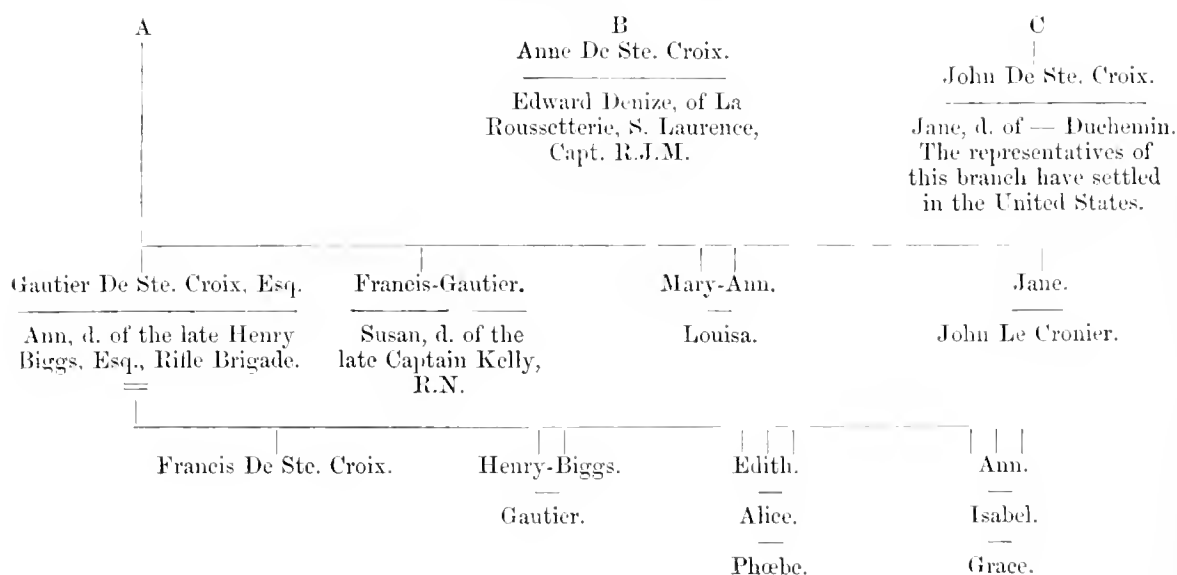 A
B
C
Anne De Ste. Croix.
John De Ste. Croix.
Edward Denize, of La
Roussetterie, S. Laurence,
Capt. R.J.M.
Jane, d. of — Duchemin.
The representatives of
this branch have settled
in the United States.
Gautier De Ste. Croix, Esq.
Francis-Gautier.
Mary-Ann.
Jane.
Ann, d. of the late Henry
Biggs, Esq., Rifle Brigade.
Susan, d. of the
late Captain Kelly,
R.N.
Louisa.
John Le Cronier.
Francis De Ste. Croix.
Henry-Biggs.
Edith.
Ann.
Gautier.
Alice.
Isabel.
Phœbe.
Grace.